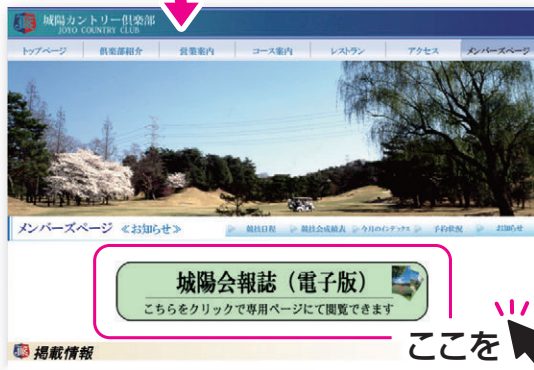 城陽カントリー倶楽部
JOYO COUNTRY CLUB
トップページ 倶楽部紹介 営業案内 コース案内 レストラン アクセス メンバーズページ
メンバーズページ ≪お知らせ≫ 競技日程 競技会成績表 今月のインデックス 予約状況 お知らせ
城陽会報誌（電子版）
こちらをクリックで専用ページにて閲覧できます
掲載情報
ここを